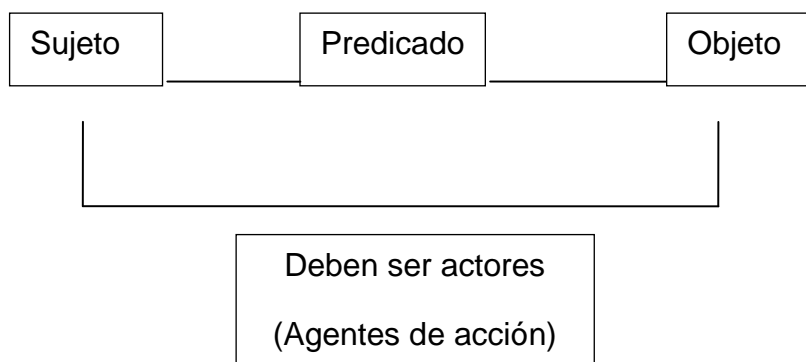 Sujeto Predicado Objeto
Deben ser actores
(Agentes de acción)